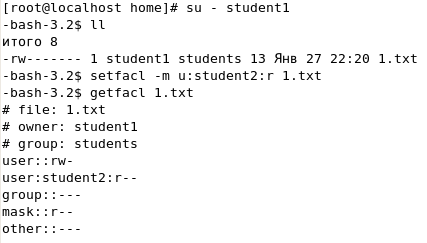 [root@localhost home]# su - student1
-bash-3.2$ ll
итого 8
-rw------- 1 student1 students 13 Янв 27 22:20 1.txt
-bash-3.2$ setfacl -m u:student2:r 1.txt
-bash-3.2$ getfacl 1.txt
# file: 1.txt
# owner: student1
# group: students
user::rw-
user:student2:r--
group::---
mask::r--
other::---